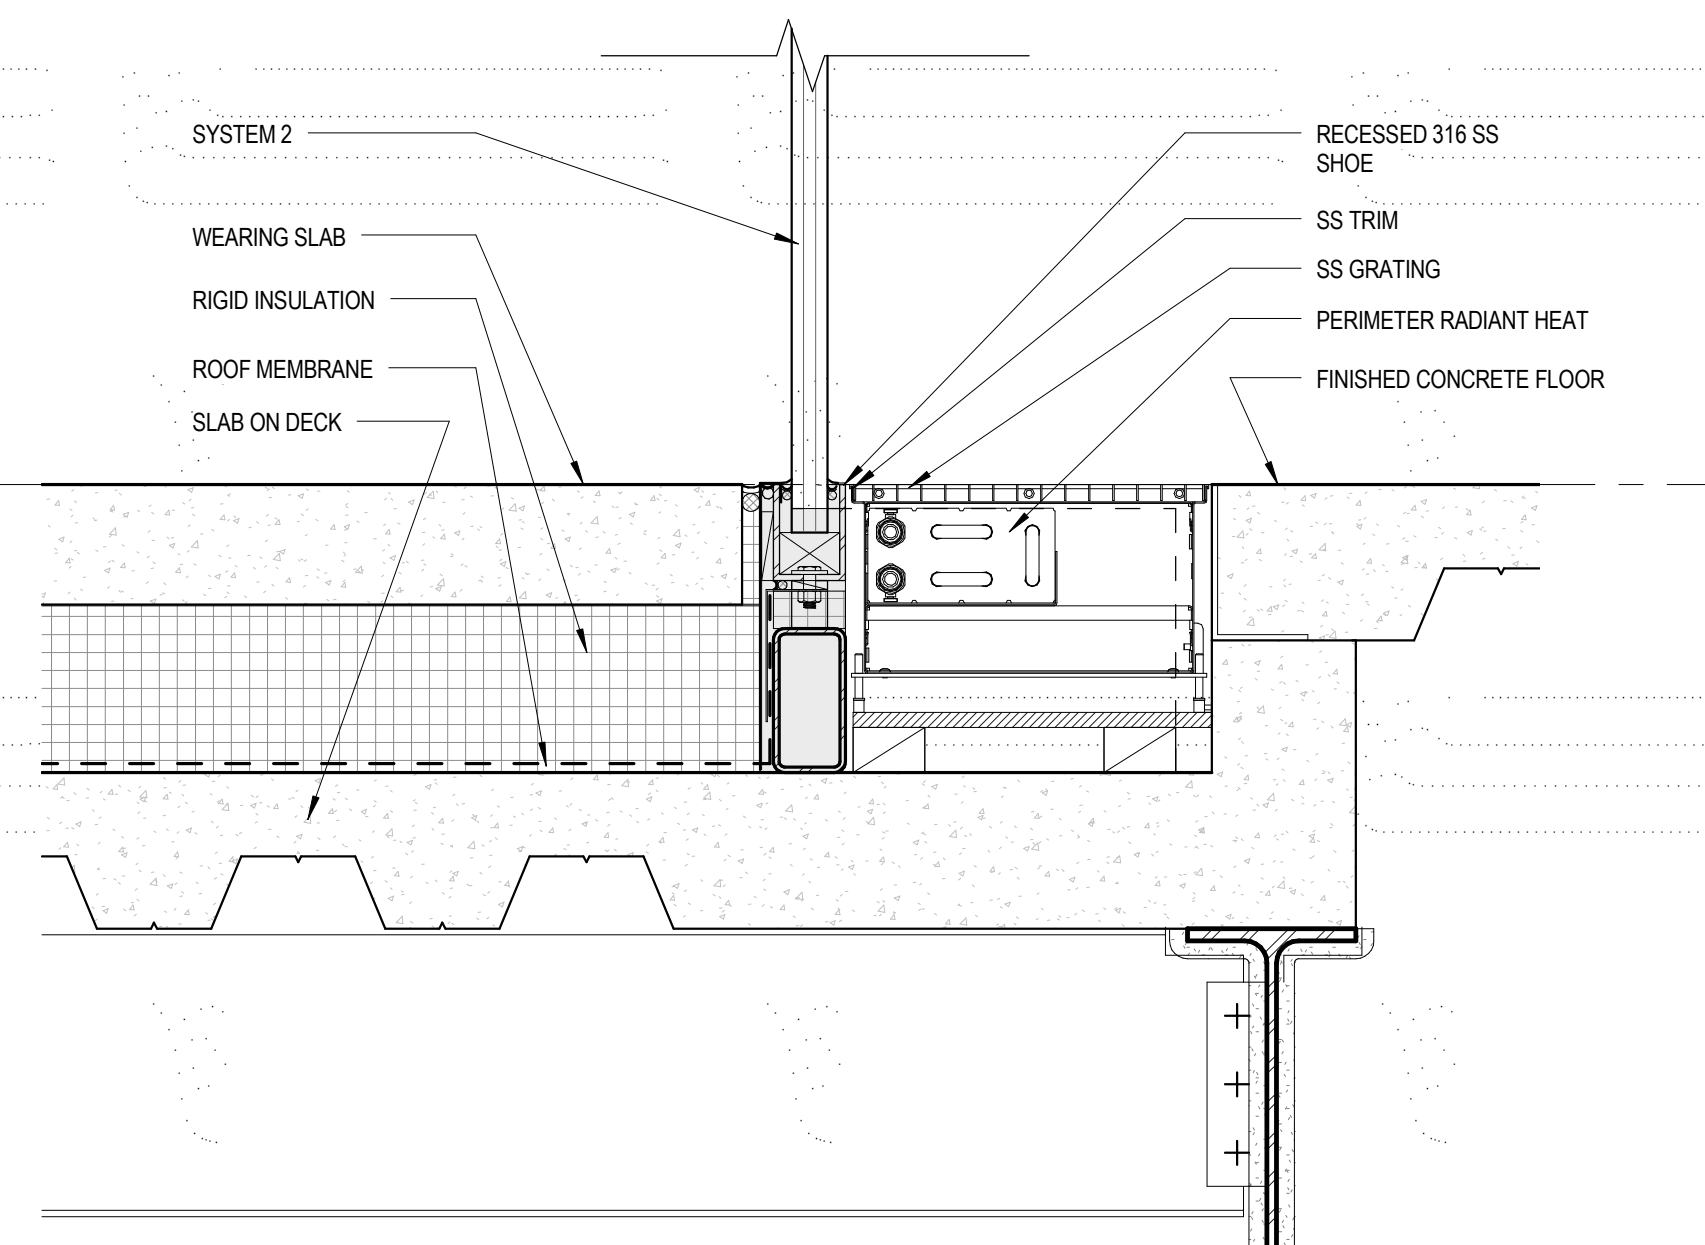 SYSTEM 2
WEARING SLAB
RIGID INSULATION
ROOF MEMBRANE
SLAB ON DECK
RECESSED 316 SS
SHOE
SS TRIM
SS GRATING
PERIMETER RADIANT HEAT
FINISHED CONCRETE FLOOR